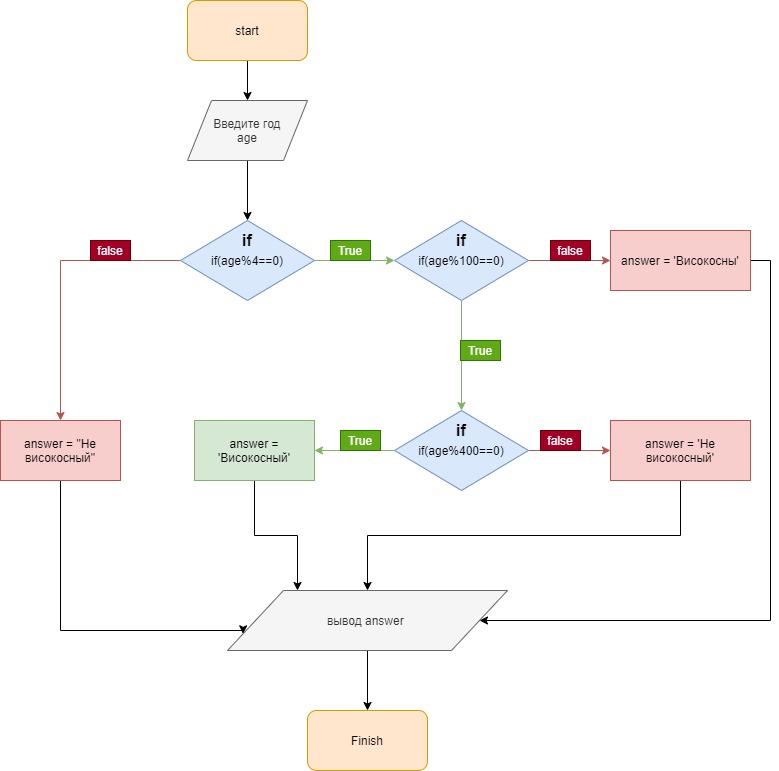 start
Введите год
age
if
if(age%4==0)
false
True
if
if(age%100==0)
false
answer = 'Високосны'
True
answer = "Не
високосный"
answer =
'Високосный'
True
if
if(age%400==0)
false
answer = 'Не
високосный'
вывод answer
Finish